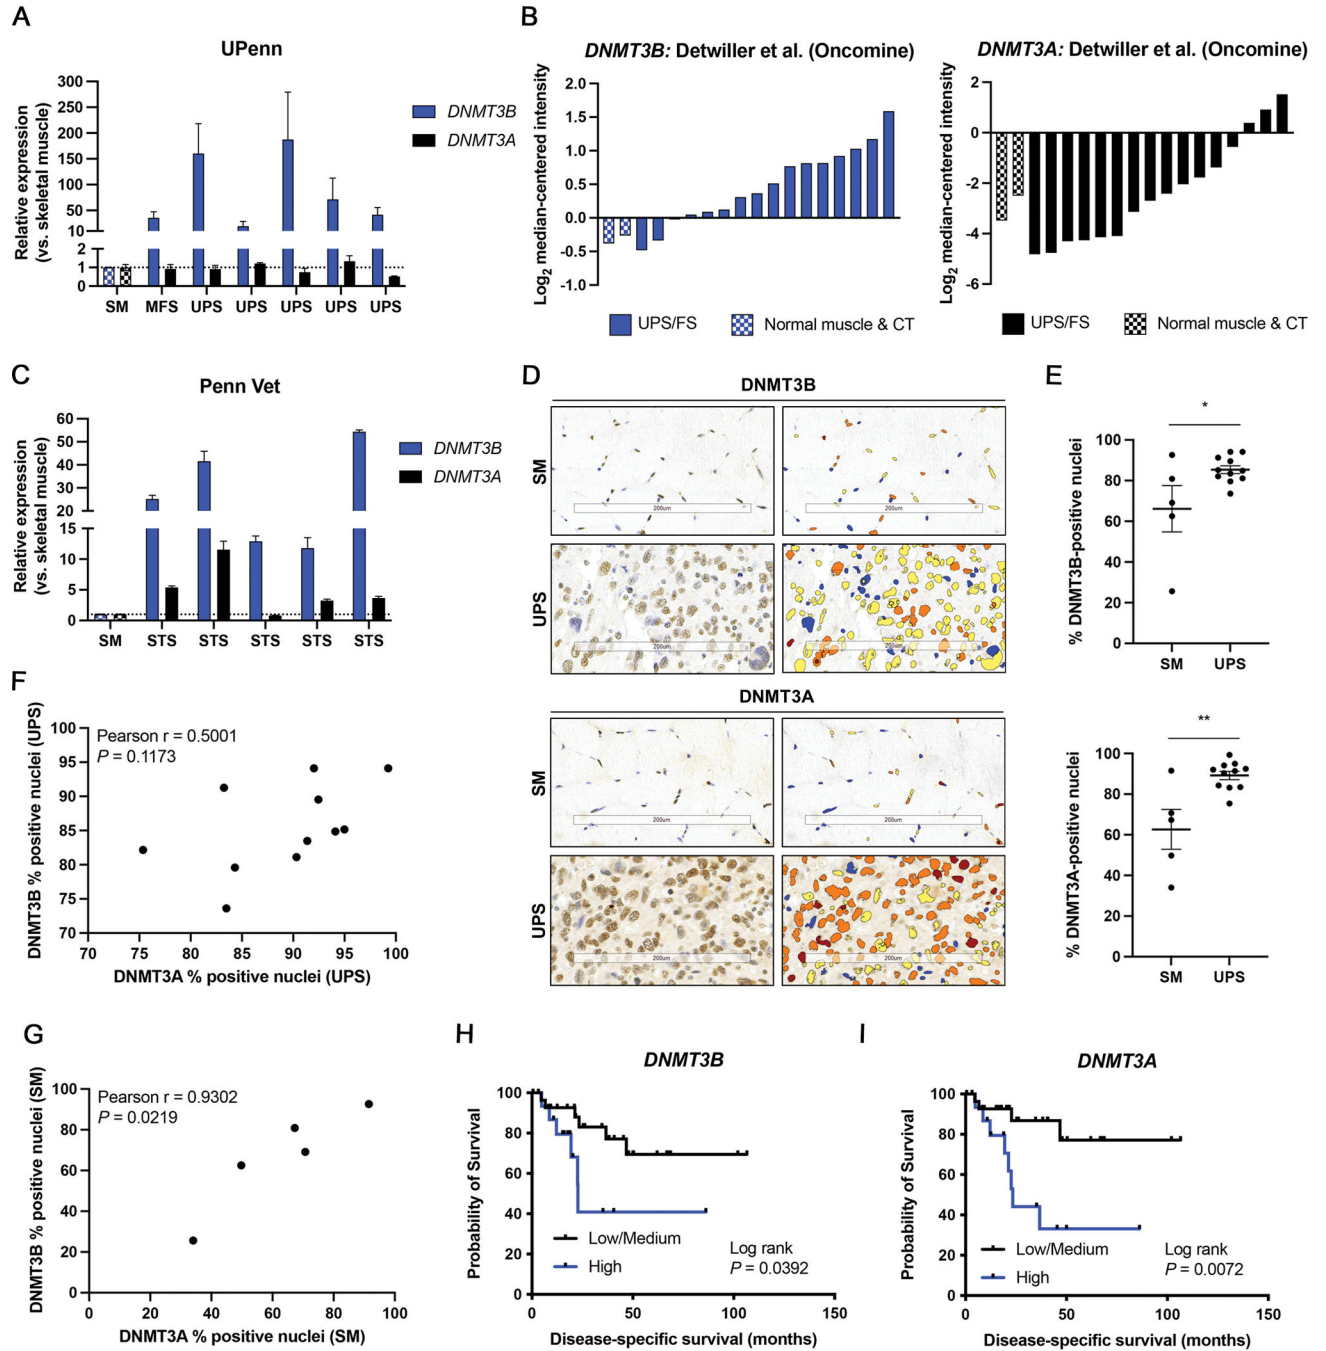 A
UPenn
Relative expression
(vs. skeletal muscle)
300
250
200
150
100
50
10
2
1
0
SM MFS UPS UPS UPS UPS UPS
DNMT3B
DNMT3A
B
DNMT3B: Detwiller et al. (Oncomine)
Log2 median-centered intensity
2.0
1.5
1.0
0.5
0.0
-0.5
-1.0
UPS/FS Normal muscle & CT
DNMT3A: Detwiller et al. (Oncomine)
Log2 median-centered intensity
2
0
-2
-4
-6
UPS/FS Normal muscle & CT
C
Penn Vet
Relative expression
(vs. skeletal muscle)
60
50
40
30
20
15
10
5
0
SM STS STS STS STS STS
DNMT3B
DNMT3A
D
DNMT3B
SM
200um
200um
UPS
200um
200um
DNMT3A
SM
200um
200um
UPS
200um
200um
E
*
% DNMT3B-positive nuclei
100
80
60
40
20
0
SM UPS
**
% DNMT3A-positive nuclei
100
80
60
40
20
0
SM UPS
F
DNMT3B % positive nuclei (UPS)
100
95
90
85
80
75
70
Pearson r = 0.5001
P = 0.1173
70 75 80 85 90 95 100
DNMT3A % positive nuclei (UPS)
G
DNMT3B % positive nuclei (SM)
100
80
60
40
20
0
Pearson r = 0.9302
P = 0.0219
0 20 40 60 80 100
DNMT3A % positive nuclei (SM)
H
DNMT3B
Probability of Survival
100
80
60
40
20
0
Low/Medium
High
Log rank
P = 0.0392
0 50 100 150
Disease-specific survival (months)
I
DNMT3A
Probability of Survival
100
80
60
40
20
0
Low/Medium
High
Log rank
P = 0.0072
0 50 100 150
Disease-specific survival (months)